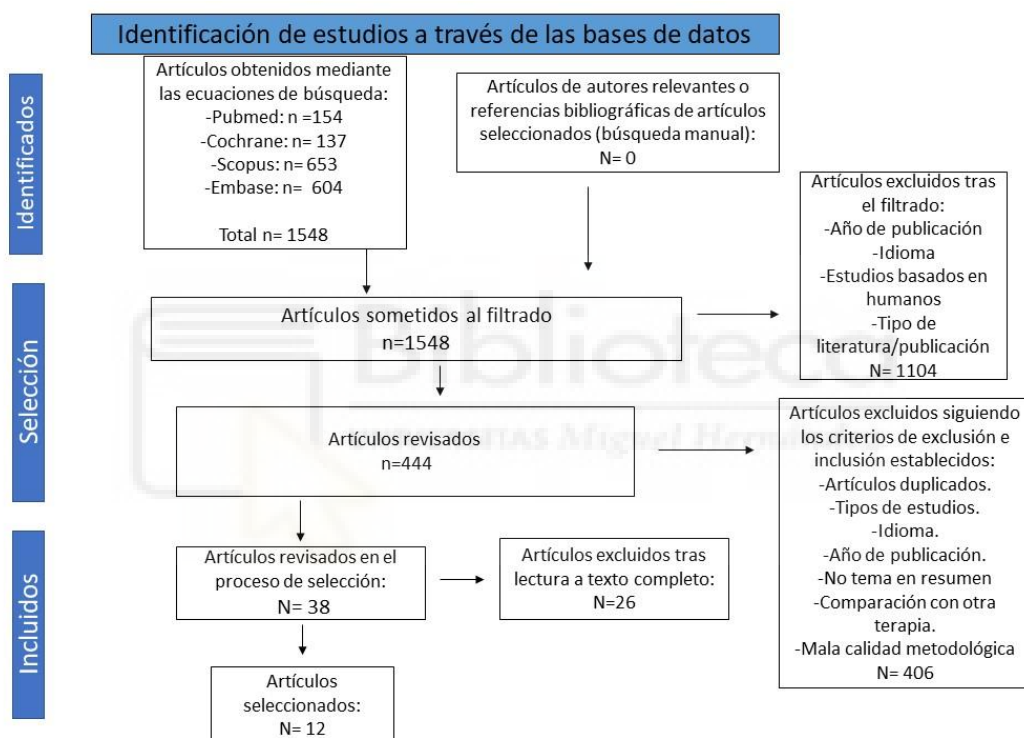 Identificación de estudios a través de las bases de datos
Identificados
Artículos obtenidos mediante
las ecuaciones de búsqueda:
-Pubmed: n =154
-Cochrane: n= 137
-Scopus: n= 653
-Embase: n= 604
Total n= 1548
Artículos de autores relevantes o
referencias bibliográficas de artículos
seleccionados (búsqueda manual):
N= 0
Artículos excluidos tras
el filtrado:
-Año de publicación
-Idioma
-Estudios basados en
humanos
-Tipo de
literatura/publicación
N= 1104
Selección
Artículos sometidos al filtrado
n=1548
Artículos revisados
n=444
Artículos excluidos siguiendo
los criterios de exclusión e
inclusión establecidos:
-Artículos duplicados.
-Tipos de estudios.
-Idioma.
-Año de publicación.
-No tema en resumen
-Comparación con otra
terapia.
-Mala calidad metodológica
N= 406
Incluidos
Artículos revisados en el
proceso de selección:
N= 38
Artículos excluidos tras
lectura a texto completo:
N=26
Artículos
seleccionados:
N= 12
Biblioteca
UNIVERSITAS Miguel Hernández